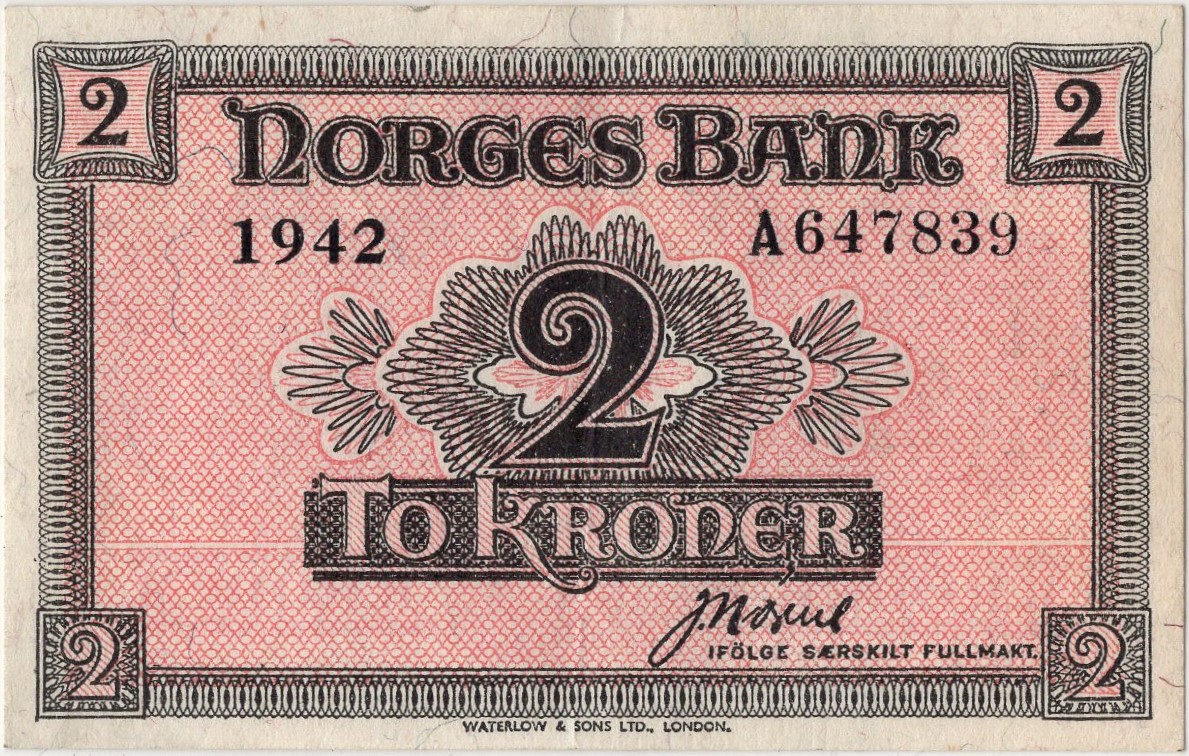 2 2
NORGES BANK
1942 A647839
2
TO KRONER
IFÖLGE SÆRSKILT FULLMAKT.
2 2
WATERLOW & SONS LTD., LONDON.